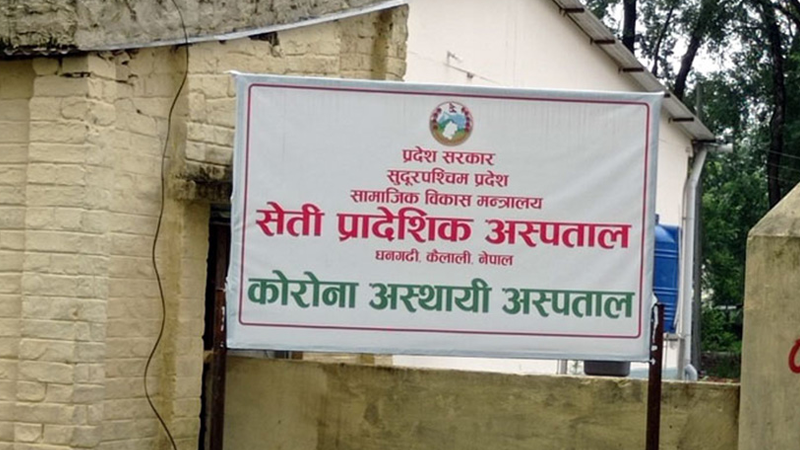 प्रदेश सरकार
सुदूरपश्चिम प्रदेश
सामाजिक विकास मन्त्रालय
सेती प्रादेशिक अस्पताल
धनगढी, कैलाली, नेपाल
कोरोना अस्थायी अस्पताल